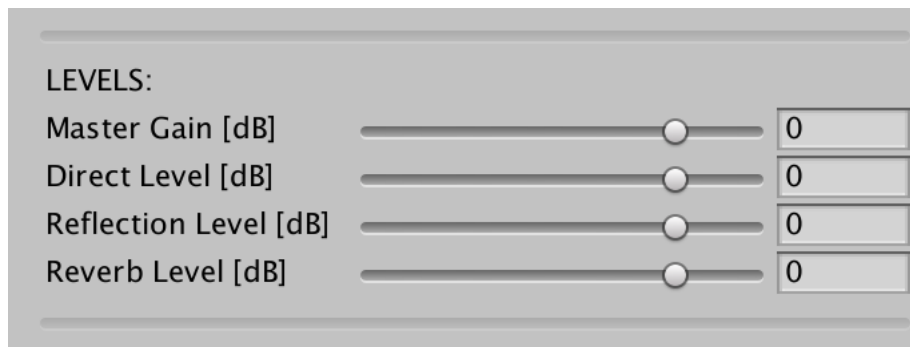 LEVELS:
Master Gain [dB] 0
Direct Level [dB] 0
Reflection Level [dB] 0
Reverb Level [dB] 0